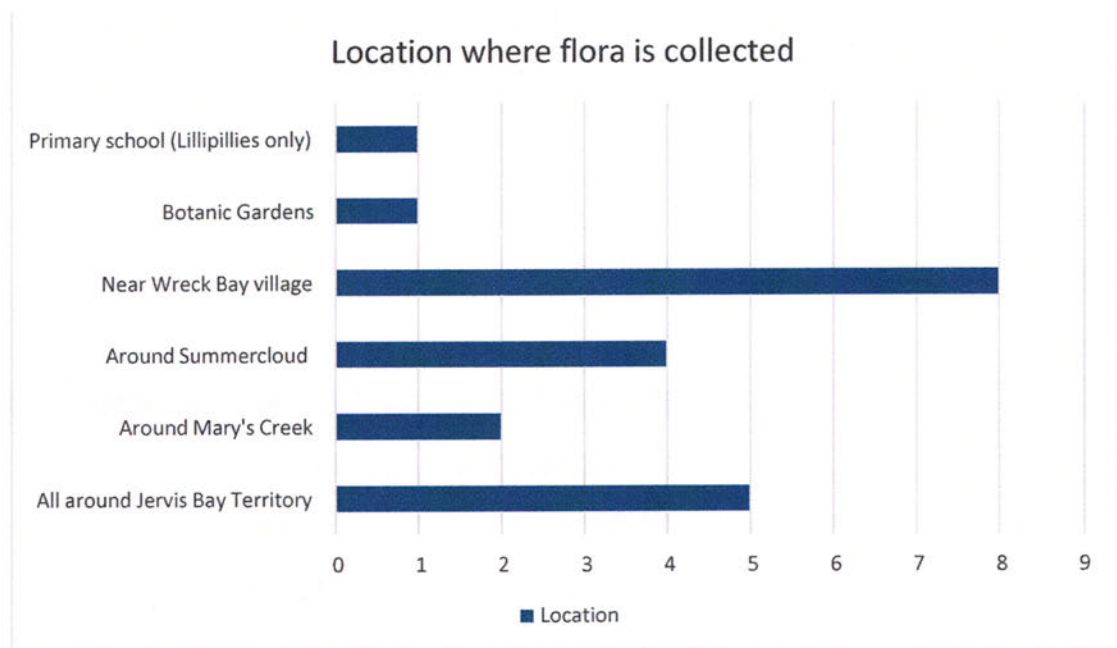 Location where flora is collected
Primary school (Lillipillies only)
Botanic Gardens
Near Wreck Bay village
Around Summercloud
Around Mary's Creek
All around Jervis Bay Territory
0 1 2 3 4 5 6 7 8 9
Location